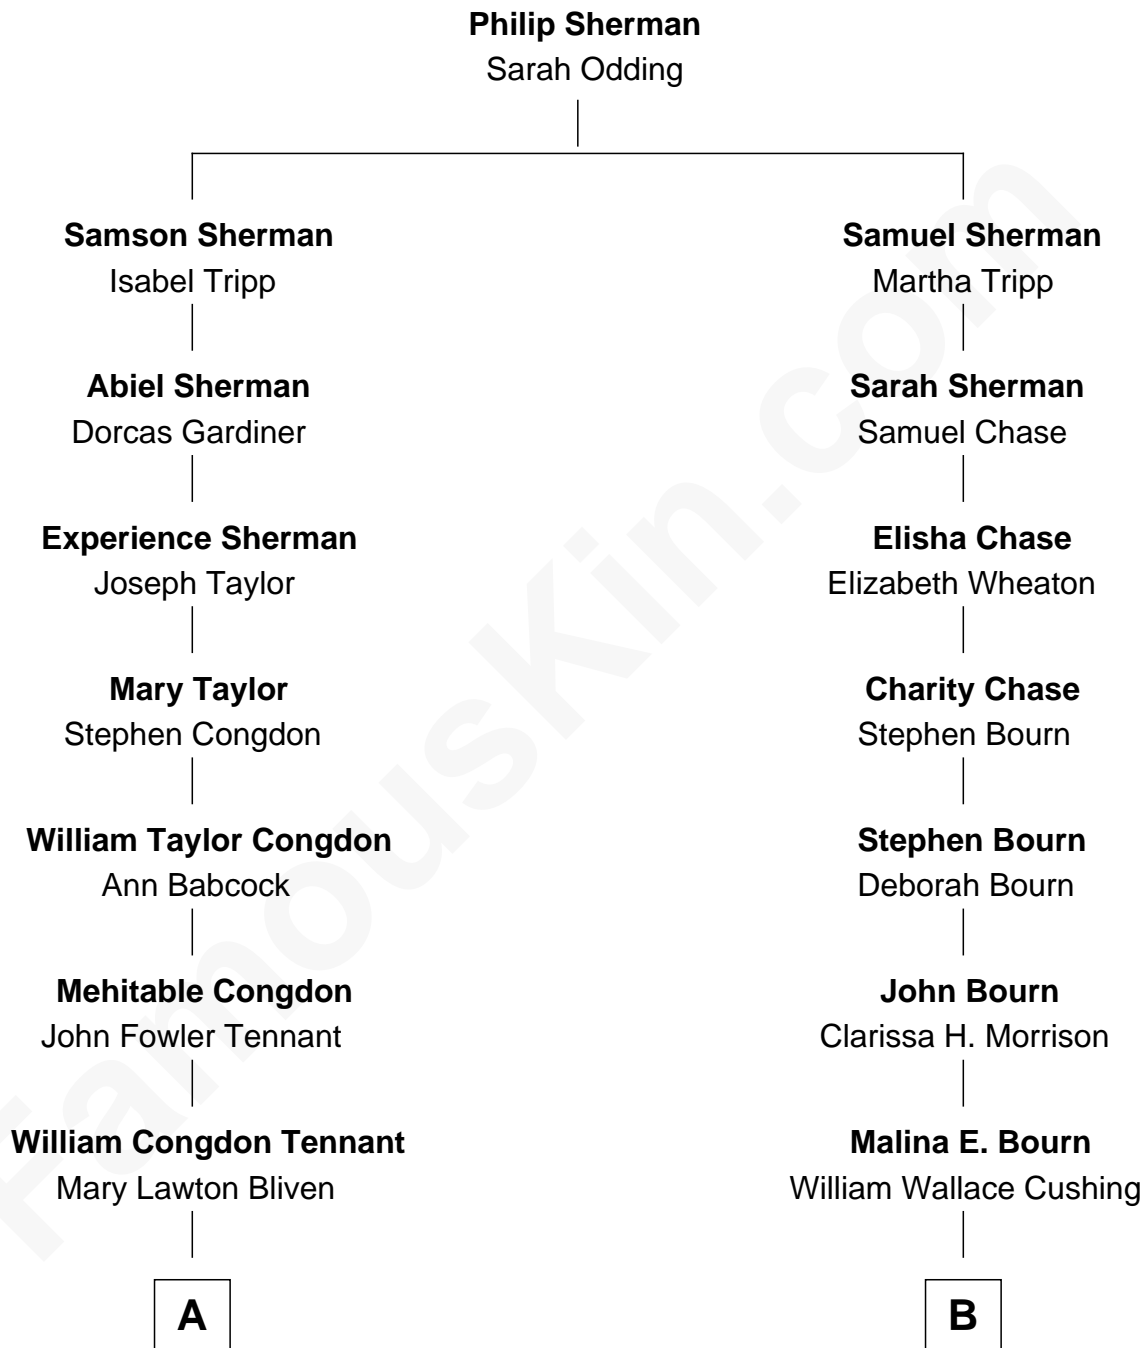 Philip Sherman
Sarah Odding
Samson Sherman
Isabel Tripp
Abiel Sherman
Dorcas Gardiner
Experience Sherman
Joseph Taylor
Mary Taylor
Stephen Congdon
William Taylor Congdon
Ann Babcock
Mehitable Congdon
John Fowler Tennant
William Congdon Tennant
Mary Lawton Bliven
A
Samuel Sherman
Martha Tripp
Sarah Sherman
Samuel Chase
Elisha Chase
Elizabeth Wheaton
Charity Chase
Stephen Bourn
Stephen Bourn
Deborah Bourn
John Bourn
Clarissa H. Morrison
Malina E. Bourn
William Wallace Cushing
B
FamousKin.com